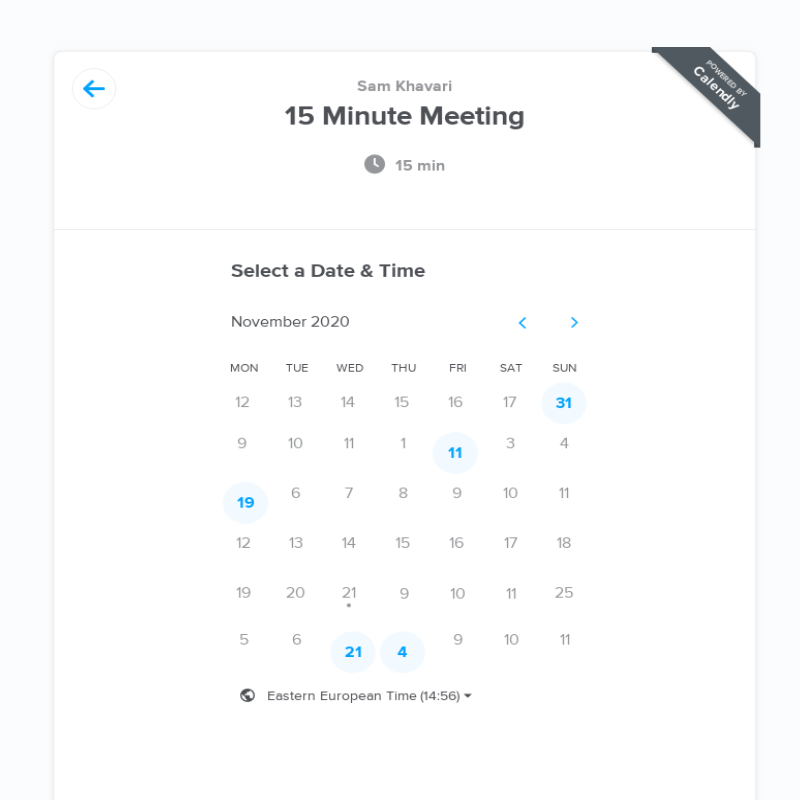 POWERED BY
Calendly
Sam Khavari
15 Minute Meeting
15 min
Select a Date & Time
November 2020
MON TUE WED THU FRI SAT SUN
12 13 14 15 16 17 31
9 10 11 1 11 3 4
19 6 7 8 9 10 11
12 13 14 15 16 17 18
19 20 21 9 10 11 25
5 6 21 4 9 10 11
Eastern European Time (14:56)